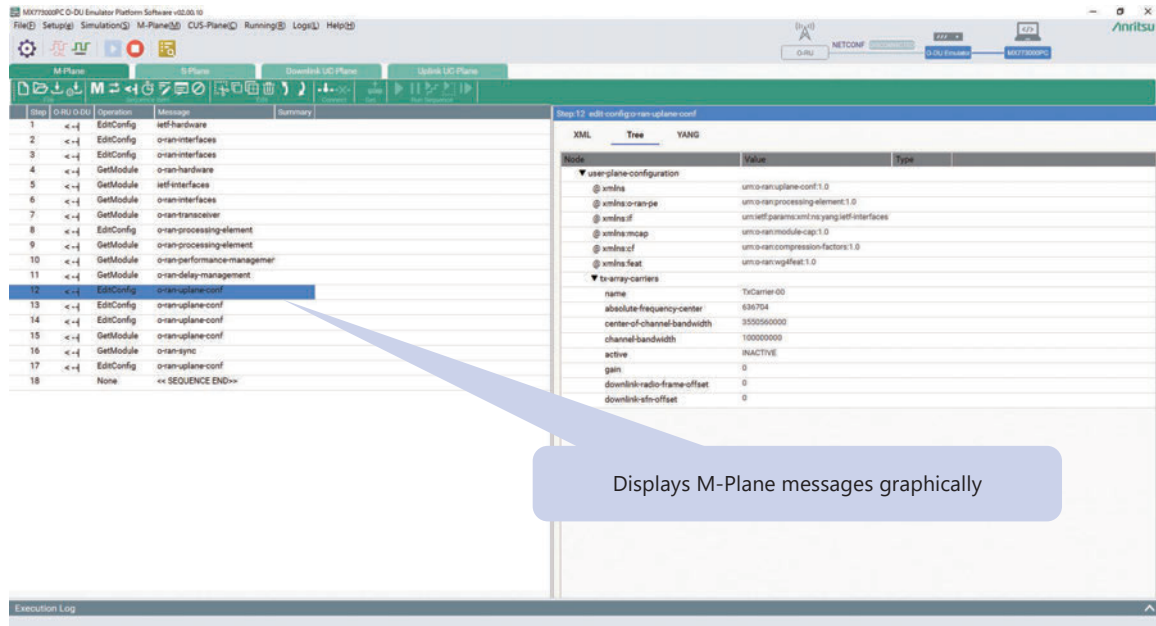 MX773000PC O-DU Emulator Platform Software v02.00.10
File(F) Setup(g) Simulation(S) M-Plane(M) CUS-Plane(C) Running(R) Logs(L) Help(H)
Anritsu
O-RU NETCONF DISCONNECTED O-DU Emulator MX773000PC
M-Plane S-Plane Downlink UC-Plane Uplink UC-Plane
M
File Sequence Item Edit Connect Get.. Run Sequence
Step O-RU O-DU Operation Message Summary
1 <--| EditConfig ietf-hardware
2 <--| EditConfig o-ran-interfaces
3 <--| EditConfig o-ran-interfaces
4 <--| GetModule o-ran-hardware
5 <--| GetModule ietf-interfaces
6 <--| GetModule o-ran-interfaces
7 <--| GetModule o-ran-transceiver
8 <--| EditConfig o-ran-processing-element
9 <--| GetModule o-ran-processing-element
10 <--| GetModule o-ran-performance-managemer
11 <--| GetModule o-ran-delay-management
12 <--| EditConfig o-ran-uplane-conf
13 <--| EditConfig o-ran-uplane-conf
14 <--| EditConfig o-ran-uplane-conf
15 <--| GetModule o-ran-uplane-conf
16 <--| GetModule o-ran-sync
17 <--| EditConfig o-ran-uplane-conf
18 None << SEQUENCE END>>
Step:12 edit-config:o-ran-uplane-conf
XML Tree YANG
Node Value Type
▼ user-plane-configuration
@ xmlns urn:o-ran:uplane-conf:1.0
@ xmlns:o-ran-pe urn:o-ran:processing-element:1.0
@ xmlns:if urn:ietf:params:xml:ns:yang:ietf-interfaces
@ xmlns:mcap urn:o-ran:module-cap:1.0
@ xmlns:cf urn:o-ran:compression-factors:1.0
@ xmlns:feat urn:o-ran:wg4feat:1.0
▼ tx-array-carriers
name TxCarrier-00
absolute-frequency-center 636704
center-of-channel-bandwidth 3550560000
channel-bandwidth 100000000
active INACTIVE
gain 0
downlink-radio-frame-offset 0
downlink-sfn-offset 0
Displays M-Plane messages graphically
Execution Log